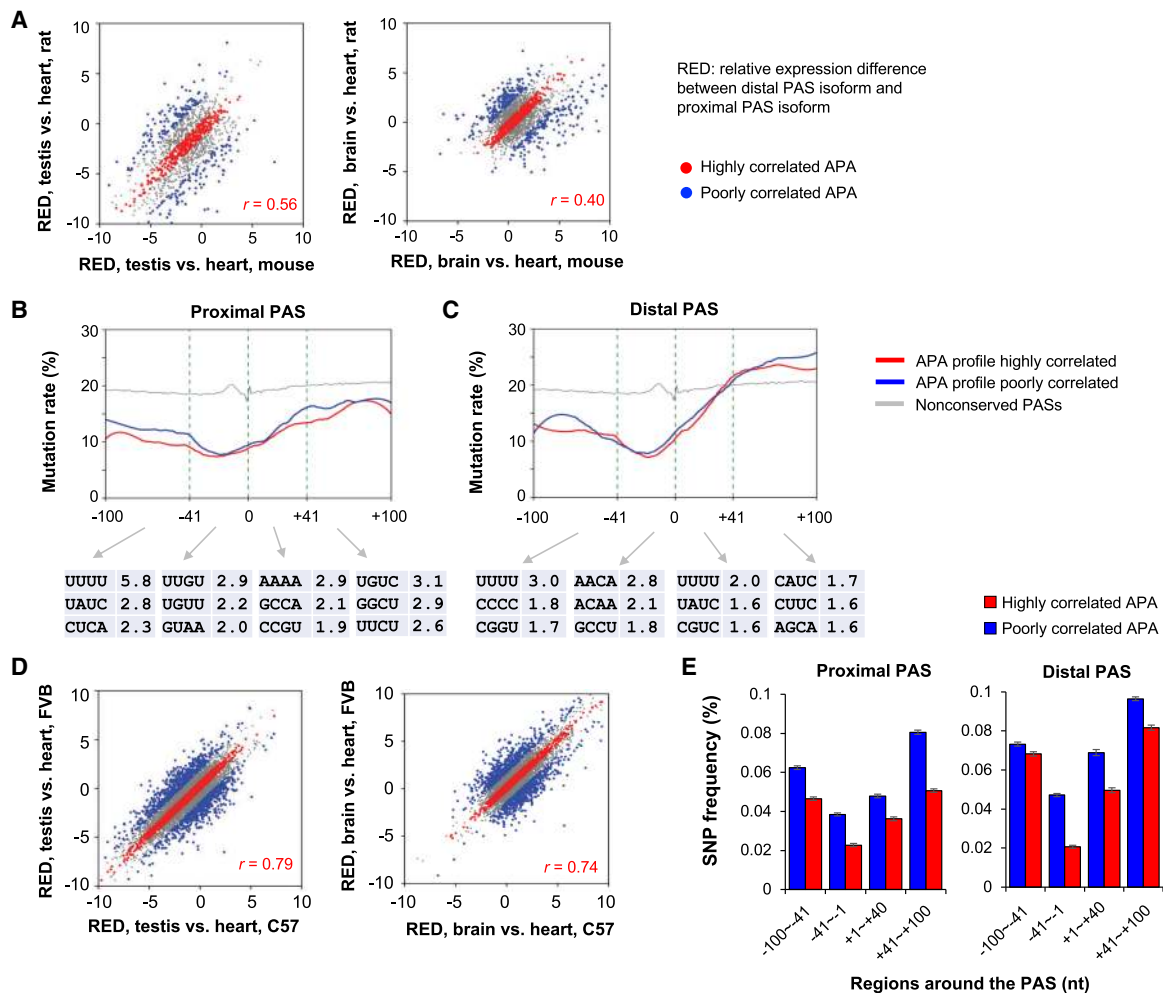 A
RED, testis vs. heart, rat
10
5
0
-5
-10
-10
-5
0
5
10
r = 0.56
RED, testis vs. heart, mouse
RED, brain vs. heart, rat
10
5
0
-5
-10
-10
-5
0
5
10
r = 0.40
RED, brain vs. heart, mouse
RED: relative expression difference
between distal PAS isoform and
proximal PAS isoform
Highly correlated APA
Poorly correlated APA
B
Proximal PAS
Mutation rate (%)
30
20
10
0
-100
-41
0
+41
+100
UUUU 5.8 UUGU 2.9 AAAA 2.9 UGUC 3.1
UAUC 2.8 UGUU 2.2 GCCA 2.1 GGCU 2.9
CUCA 2.3 GUAA 2.0 CCGU 1.9 UUCU 2.6
C
Distal PAS
Mutation rate (%)
30
20
10
0
-100
-41
0
+41
+100
UUUU 3.0 AACA 2.8 UUUU 2.0 CAUC 1.7
CCCC 1.8 ACAA 2.1 UAUC 1.6 CUUC 1.6
CGGU 1.7 GCCU 1.8 CGUC 1.6 AGCA 1.6
APA profile highly correlated
APA profile poorly correlated
Nonconserved PASs
D
RED, testis vs. heart, FVB
10
5
0
-5
-10
-10
-5
0
5
10
r = 0.79
RED, testis vs. heart, C57
RED, brain vs. heart, FVB
10
5
0
-5
-10
-10
-5
0
5
10
r = 0.74
RED, brain vs. heart, C57
Highly correlated APA
Poorly correlated APA
E
Proximal PAS
SNP frequency (%)
0.1
0.08
0.06
0.04
0.02
0
-100~-41
-41~-1
+1~+40
+41~+100
Distal PAS
0.1
0.08
0.06
0.04
0.02
0
-100~-41
-41~-1
+1~+40
+41~+100
Regions around the PAS (nt)